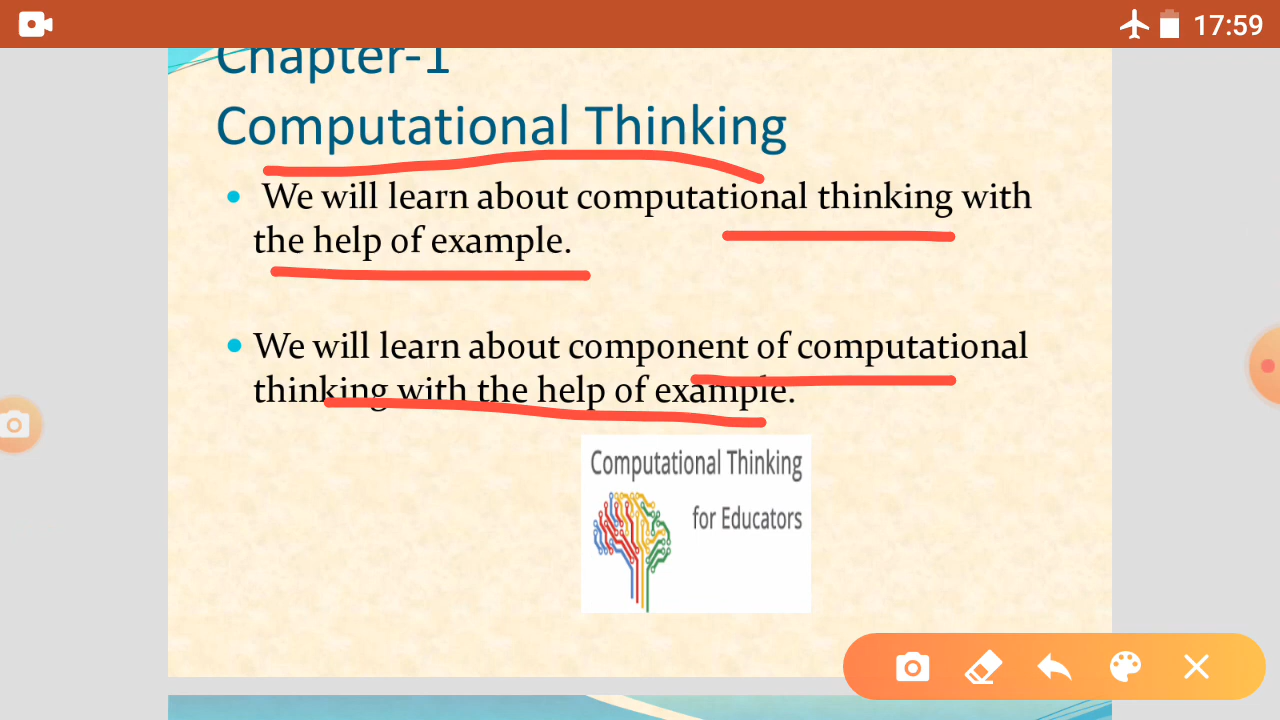 17:59
Chapter-1
Computational Thinking
We will learn about computational thinking with
the help of example.
We will learn about component of computational
thinking with the help of example.
Computational Thinking
for Educators